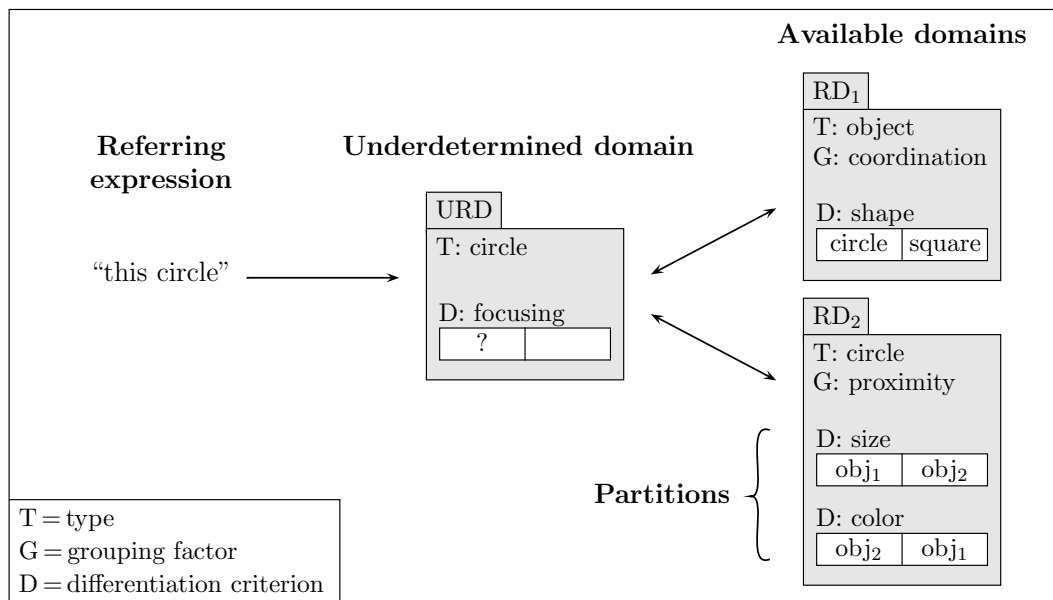 Available domains
RD₁
T: object
G: coordination
D: shape
circle square
Referring
expression
Underdetermined domain
URD
T: circle
D: focusing
?
“this circle”
RD₂
T: circle
G: proximity
D: size
obj₁ obj₂
D: color
obj₂ obj₁
Partitions
T = type
G = grouping factor
D = differentiation criterion